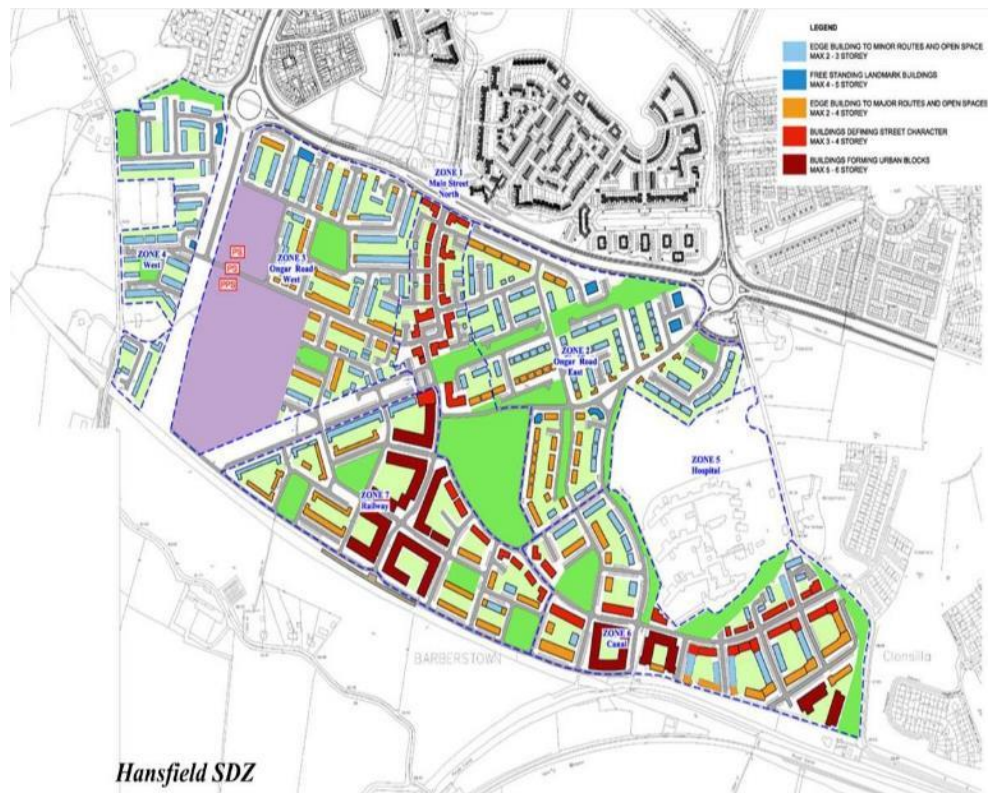 LEGEND
EDGE BUILDING TO MINOR ROUTES AND OPEN SPACE
MAX 2 - 3 STOREY
FREE STANDING LANDMARK BUILDINGS
MAX 4 - 5 STOREY
EDGE BUILDING TO MAJOR ROUTES AND OPEN SPACES
MAX 2 - 4 STOREY
BUILDINGS DEFINING STREET CHARACTER
MAX 3 - 4 STOREY
BUILDINGS FORMING URBAN BLOCKS
MAX 5 - 6 STOREY
ZONE 1
Main Street
North
ZONE 4
West
PS
PS
PPS
ZONE 3
Ongar Road
West
ZONE 2
Ongar Road
East
ZONE 5
Hospital
ZONE 7
Railway
ZONE 6
Canal
BARBERSTOWN
Clonsilla
Hansfield SDZ